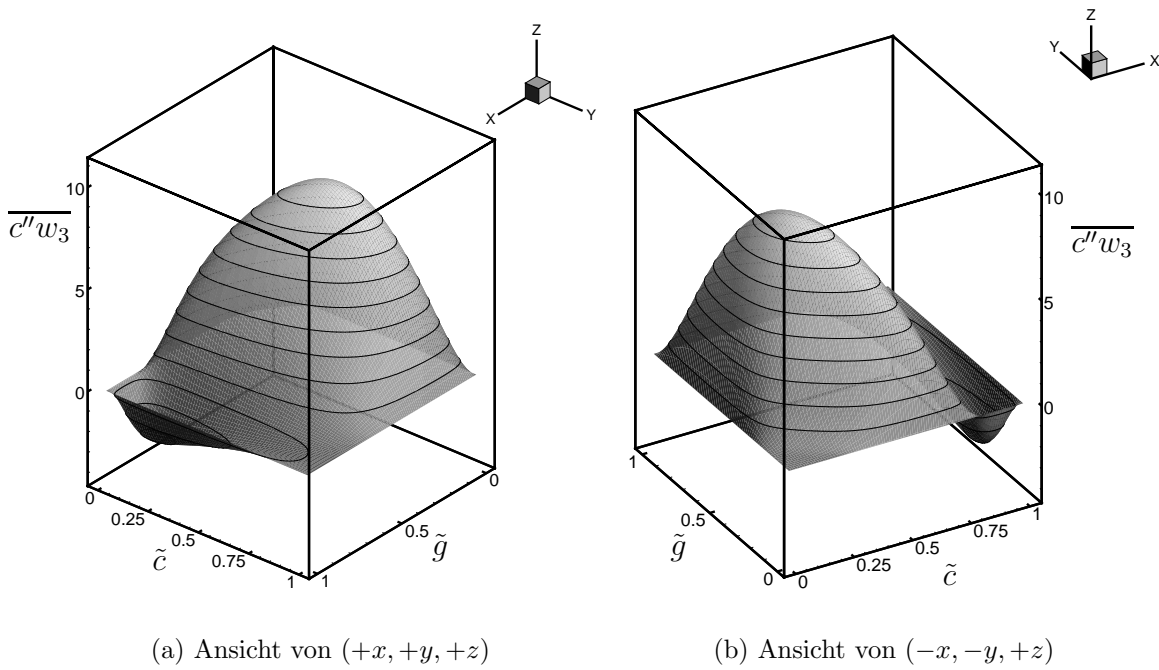 Z
X
Y
10
5
0
$\overline{c''w_3}$
0
0.25
0.5
0.75
1
$\tilde{c}$
1
0.5
0
$\tilde{g}$
(a) Ansicht von $(+x, +y, +z)$
Z
Y
X
10
5
0
$\overline{c''w_3}$
1
0.5
0
$\tilde{g}$
0
0.25
0.5
0.75
1
$\tilde{c}$
(b) Ansicht von $(-x, -y, +z)$